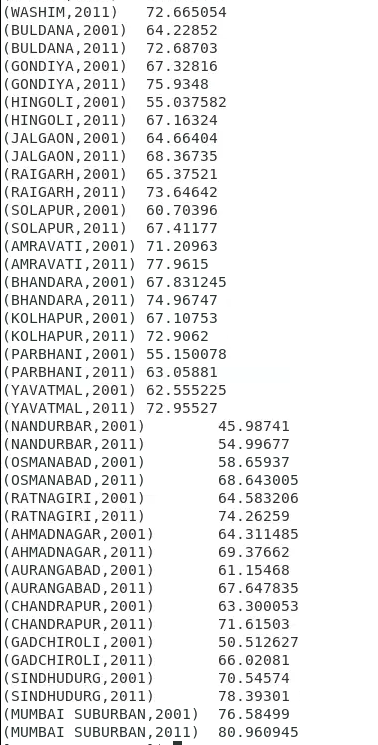 (WASHIM,2011) 72.665054
(BULDANA,2001) 64.22852
(BULDANA,2011) 72.68703
(GONDIYA,2001) 67.32816
(GONDIYA,2011) 75.9348
(HINGOLI,2001) 55.037582
(HINGOLI,2011) 67.16324
(JALGAON,2001) 64.66404
(JALGAON,2011) 68.36735
(RAIGARH,2001) 65.37521
(RAIGARH,2011) 73.64642
(SOLAPUR,2001) 60.70396
(SOLAPUR,2011) 67.41177
(AMRAVATI,2001) 71.20963
(AMRAVATI,2011) 77.9615
(BHANDARA,2001) 67.831245
(BHANDARA,2011) 74.96747
(KOLHAPUR,2001) 67.10753
(KOLHAPUR,2011) 72.9062
(PARBHANI,2001) 55.150078
(PARBHANI,2011) 63.05881
(YAVATMAL,2001) 62.555225
(YAVATMAL,2011) 72.95527
(NANDURBAR,2001) 45.98741
(NANDURBAR,2011) 54.99677
(OSMANABAD,2001) 58.65937
(OSMANABAD,2011) 68.643005
(RATNAGIRI,2001) 64.583206
(RATNAGIRI,2011) 74.26259
(AHMADNAGAR,2001) 64.311485
(AHMADNAGAR,2011) 69.37662
(AURANGABAD,2001) 61.15468
(AURANGABAD,2011) 67.647835
(CHANDRAPUR,2001) 63.300053
(CHANDRAPUR,2011) 71.61503
(GADCHIROLI,2001) 50.512627
(GADCHIROLI,2011) 66.02081
(SINDHUDURG,2001) 70.54574
(SINDHUDURG,2011) 78.39301
(MUMBAI SUBURBAN,2001) 76.58499
(MUMBAI SUBURBAN,2011) 80.960945